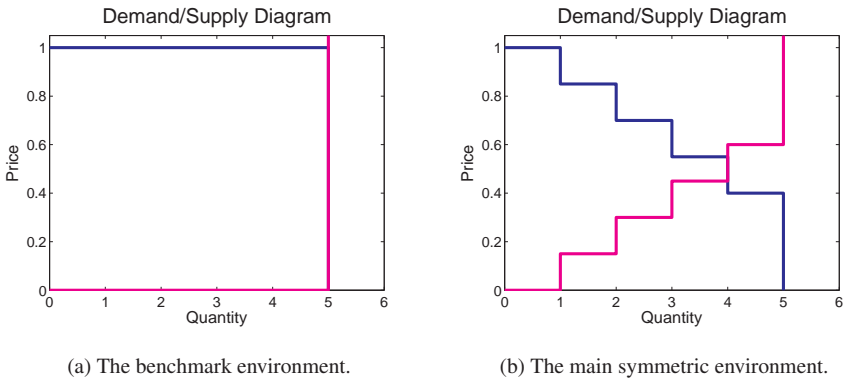 Demand/Supply Diagram
1
0.8
0.6
0.4
0.2
0
Price
0 1 2 3 4 5 6
Quantity
(a) The benchmark environment.
Demand/Supply Diagram
1
0.8
0.6
0.4
0.2
0
Price
0 1 2 3 4 5 6
Quantity
(b) The main symmetric environment.